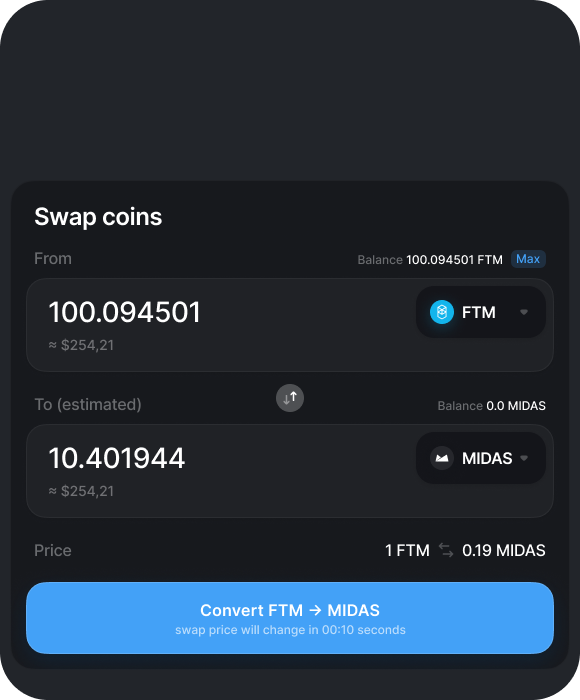 Swap coins
From Balance 100.094501 FTM Max
100.094501 FTM
≈ $254,21
To (estimated) Balance 0.0 MIDAS
10.401944 MIDAS
≈ $254,21
Price 1 FTM 0.19 MIDAS
Convert FTM → MIDAS
swap price will change in 00:10 seconds